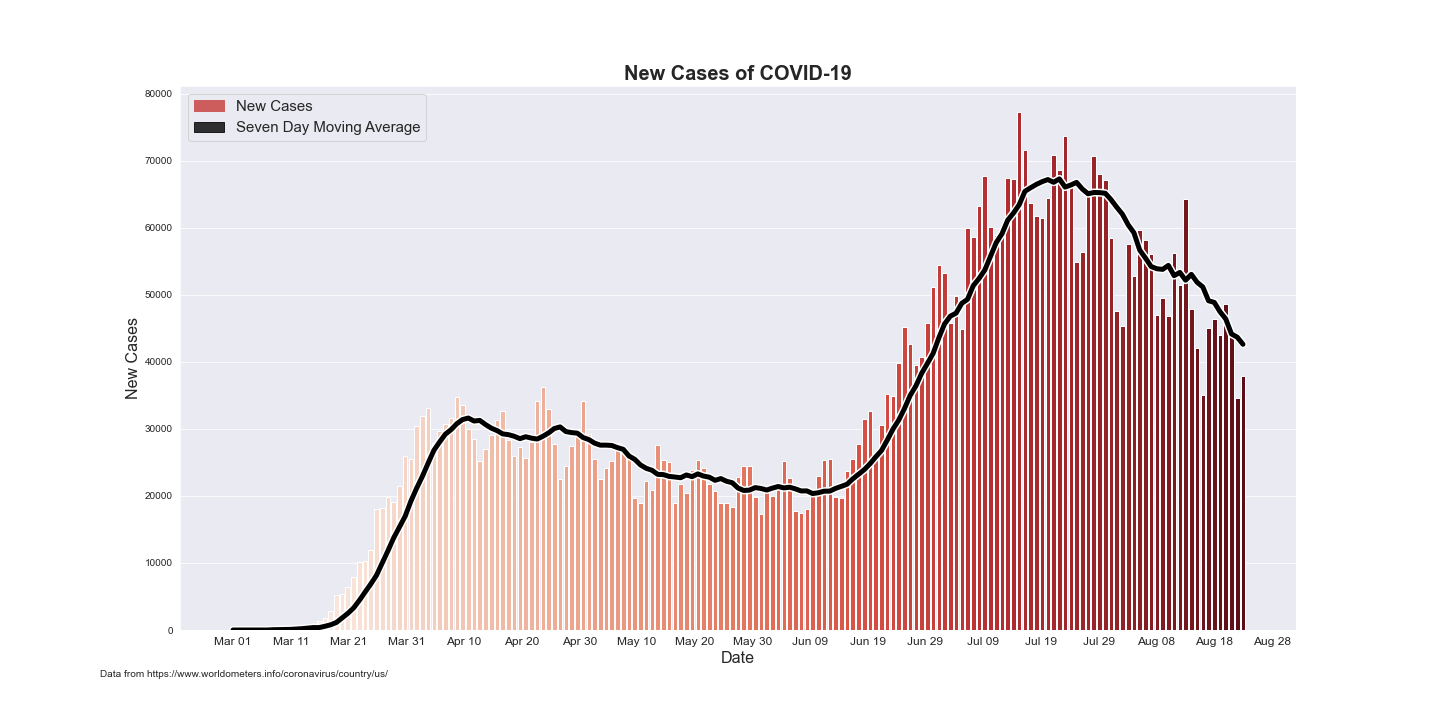 New Cases of COVID-19
New Cases
Seven Day Moving Average
80000
70000
60000
50000
40000
30000
20000
10000
0
New Cases
Mar 01 Mar 11 Mar 21 Mar 31 Apr 10 Apr 20 Apr 30 May 10 May 20 May 30 Jun 09 Jun 19 Jun 29 Jul 09 Jul 19 Jul 29 Aug 08 Aug 18 Aug 28
Date
Data from https://www.worldometers.info/coronavirus/country/us/